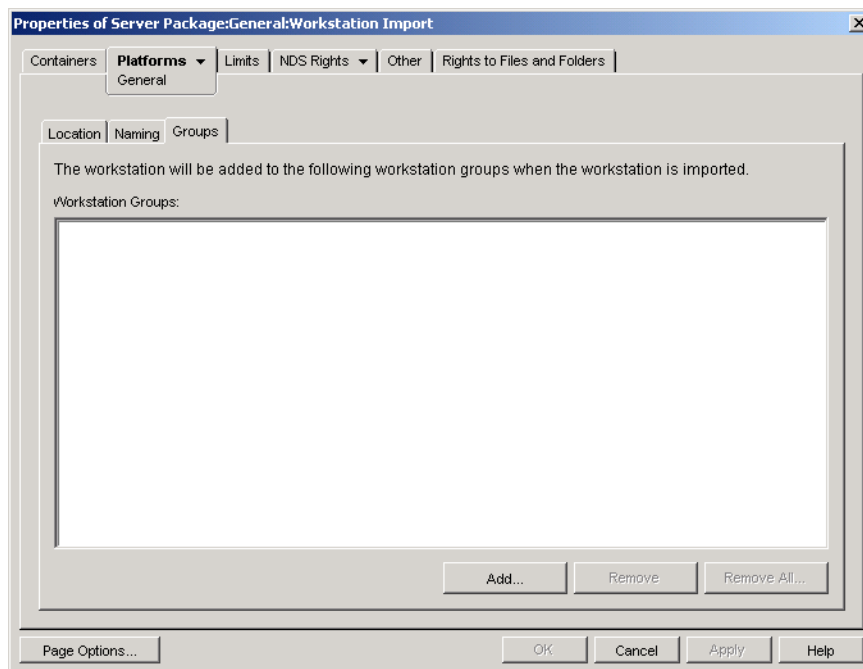 Properties of Server Package:General:Workstation Import
Containers Platforms Limits NDS Rights Other Rights to Files and Folders
General
Location Naming Groups
The workstation will be added to the following workstation groups when the workstation is imported.
Workstation Groups:
Add... Remove Remove All...
Page Options... OK Cancel Apply Help